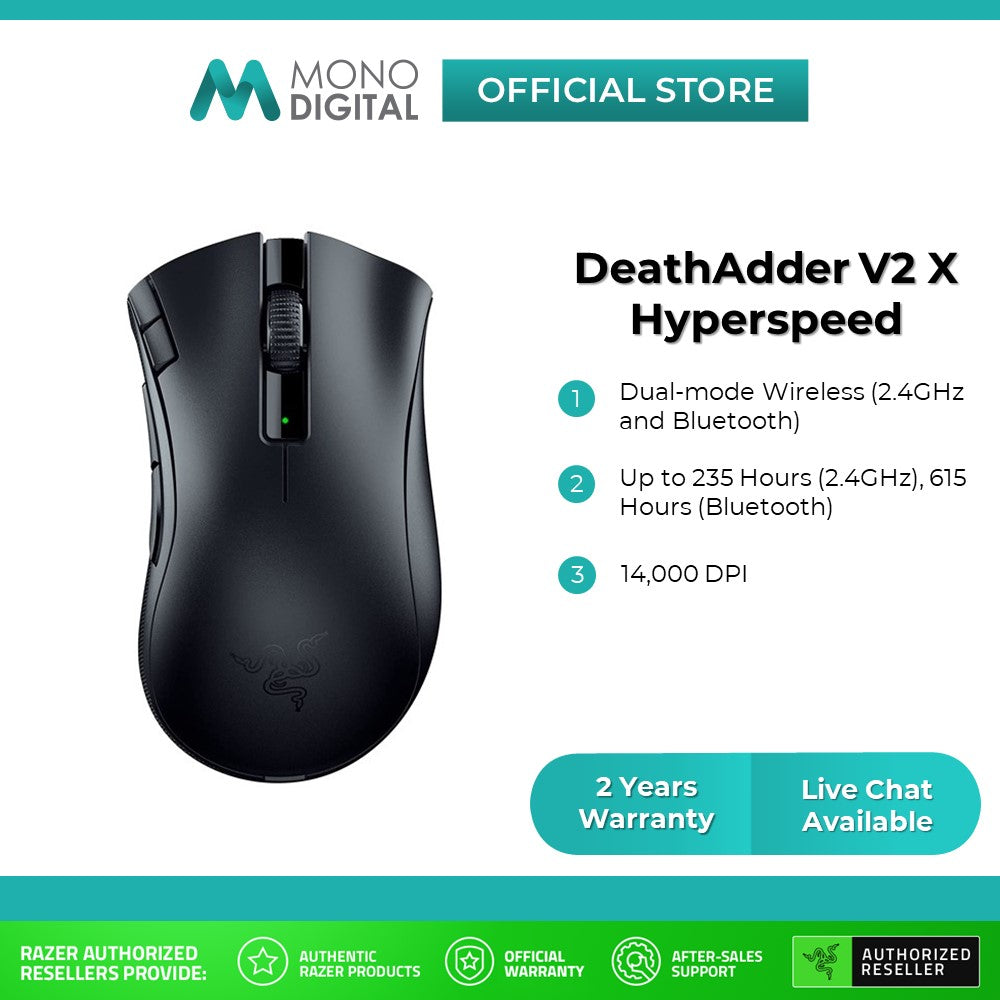 MONO
DIGITAL
OFFICIAL STORE
DeathAdder V2 X
Hyperspeed
1
Dual-mode Wireless (2.4GHz
and Bluetooth)
2
Up to 235 Hours (2.4GHz), 615
Hours (Bluetooth)
3
14,000 DPI
2 Years
Warranty
Live Chat
Available
RAZER AUTHORIZED
RESELLERS PROVIDE:
AUTHENTIC
RAZER PRODUCTS
OFFICIAL
WARRANTY
AFTER-SALES
SUPPORT
AUTHORIZED
RESELLER